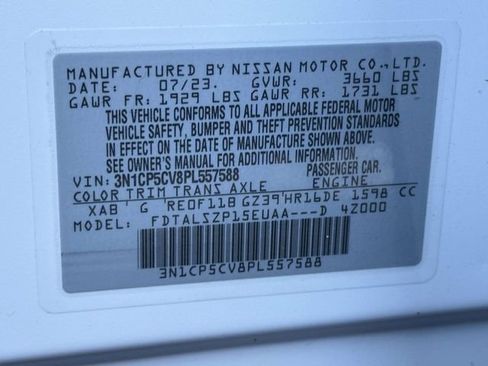 MANUFACTURED BY NISSAN MOTOR CO.,LTD.
DATE: 07/23. GVWR: 3660 LBS
GAWR FR: 1929 LBS GAWR RR: 1731 LBS
THIS VEHICLE CONFORMS TO ALL APPLICABLE FEDERAL MOTOR
VEHICLE SAFETY, BUMPER AND THEFT PREVENTION STANDARDS
IN EFFECT ON THE DATE OF MANUFACTURE SHOWN ABOVE.
SEE OWNER'S MANUAL FOR ADDITIONAL INFORMATION.
VIN: 3N1CP5CV8PL557588 PASSENGER CAR.
COLOR TRIM TRANS AXLE ENGINE
XAB G RE0F11B GZ39 HR16DE 1598 CC
MODEL: FDTALSZP15EUAA---D 42000
3N1CP5CV8PL557588